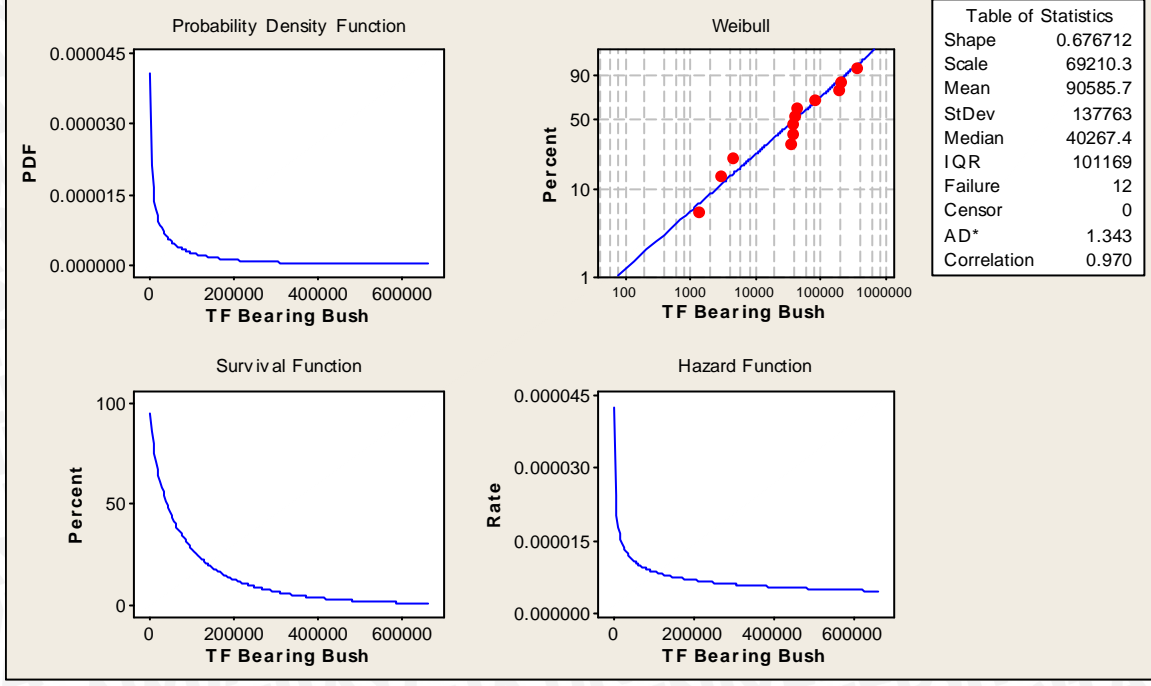 Probability Density Function
0.000045
0.000030
0.000015
0.000000
PDF
0 200000 400000 600000
TF Bearing Bush
Weibull
90
50
10
1
Percent
100 1000 10000 100000 1000000
TF Bearing Bush
Table of Statistics
Shape 0.676712
Scale 69210.3
Mean 90585.7
StDev 137763
Median 40267.4
IQR 101169
Failure 12
Censor 0
AD* 1.343
Correlation 0.970
Survival Function
100
50
0
Percent
0 200000 400000 600000
TF Bearing Bush
Hazard Function
0.000045
0.000030
0.000015
0.000000
Rate
0 200000 400000 600000
TF Bearing Bush